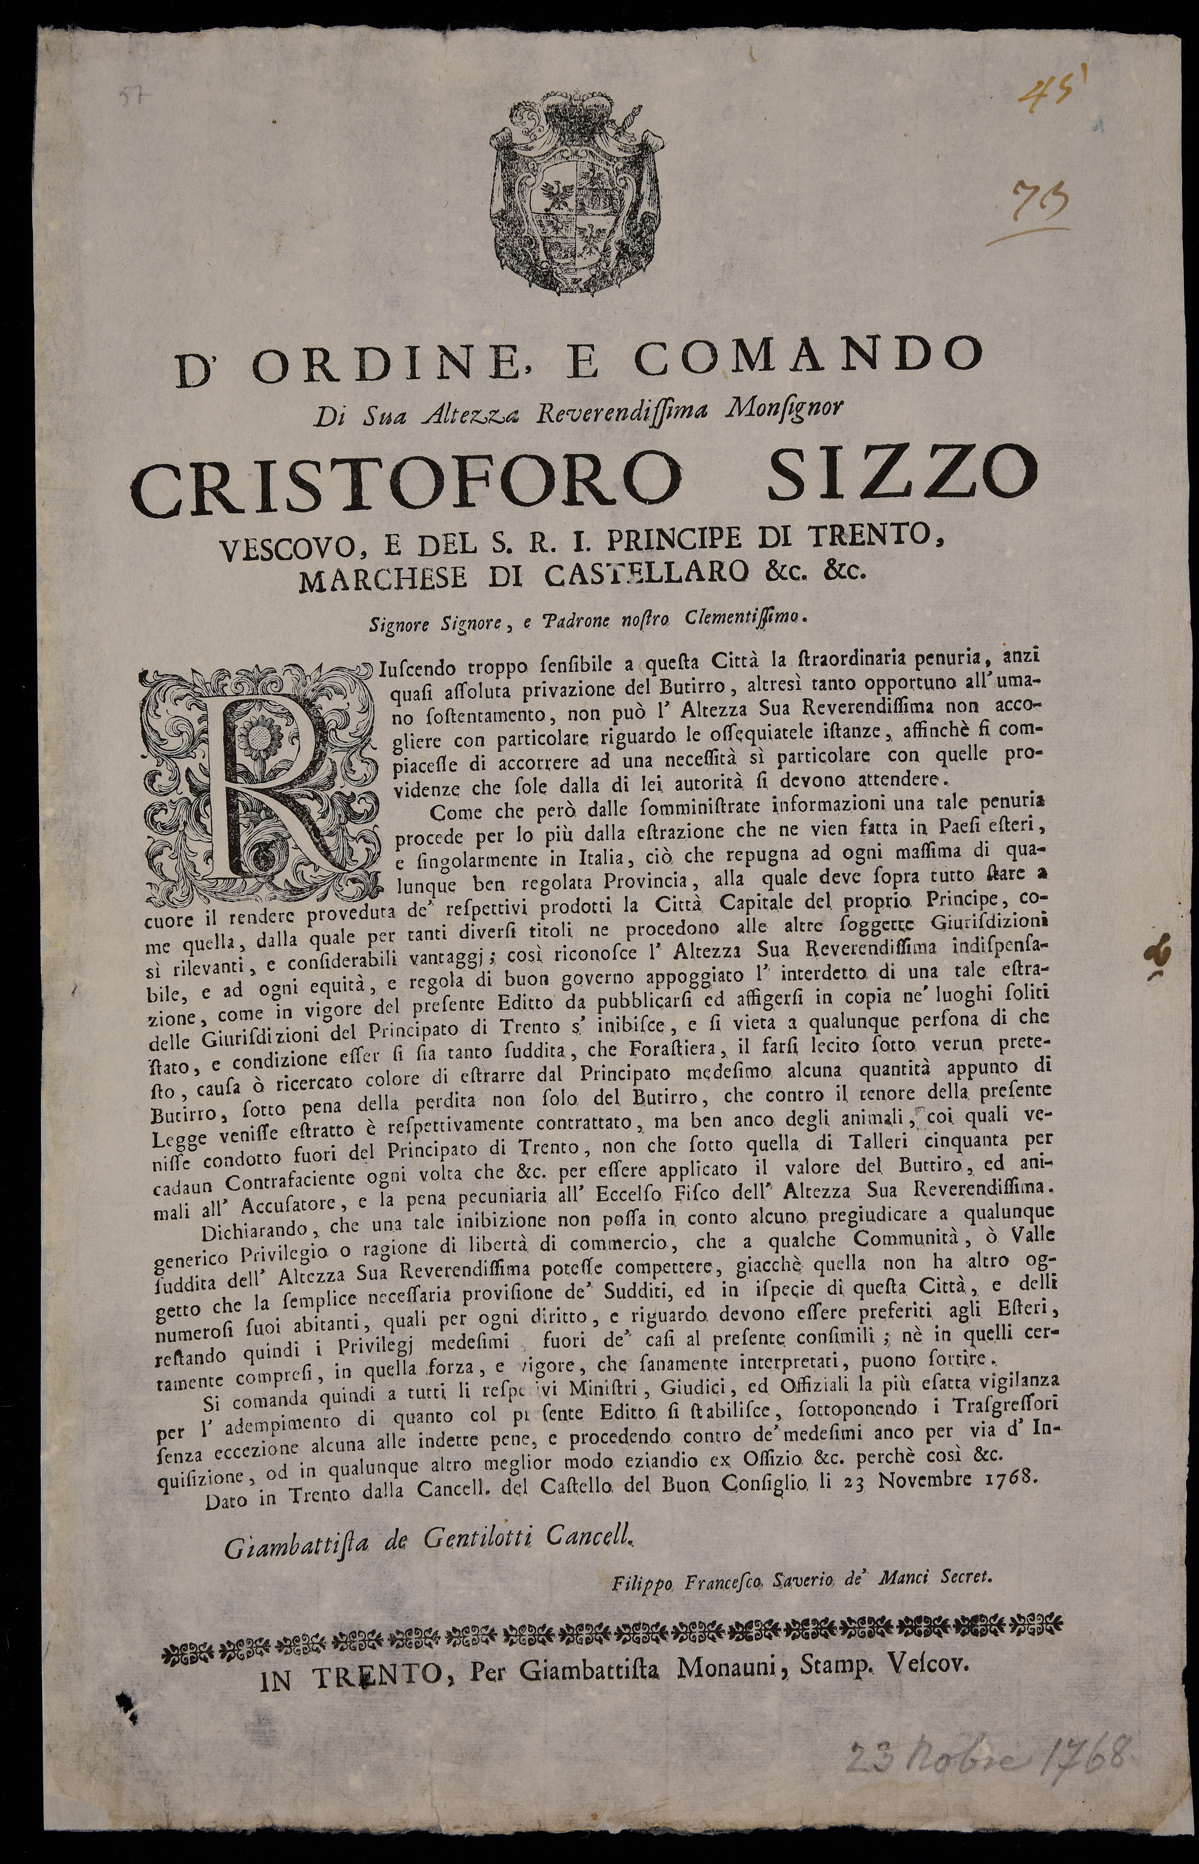 57
45
73
D' ORDINE, E COMANDO
Di Sua Altezza Reverendiſſima Monſignor
CRISTOFORO SIZZO
VESCOVO, E DEL S. R. I. PRINCIPE DI TRENTO,
MARCHESE DI CASTELLARO &c. &c.
Signore Signore, e Padrone noſtro Clementiſſimo.
RIuſcendo troppo ſenſibile a queſta Città la ſtraordinaria penuria, anzi
quaſi aſſoluta privazione del Butirro, altresì tanto opportuno all' uma-
no ſoſtentamento, non può l' Altezza Sua Reverendiſſima non acco-
gliere con particolare riguardo le oſſequiatele iſtanze, affinchè ſi com-
piaceſſe di accorrere ad una neceſſità sì particolare con quelle pro-
videnze che ſole dalla di lei autorità ſi devono attendere.
Come che però dalle ſomminiſtrate informazioni una tale penuria
procede per lo più dalla eſtrazione che ne vien fatta in Paeſi eſteri,
e ſingolarmente in Italia, ciò che repugna ad ogni maſſima di qua-
lunque ben regolata Provincia, alla quale deve ſopra tutto ſtare a
cuore il rendere proveduta de' reſpettivi prodotti la Città Capitale del proprio Principe, co-
me quella, dalla quale per tanti diverſi titoli ne procedono alle altre ſoggette Giuriſdizioni
sì rilevanti, e conſiderabili vantaggj; così riconoſce l' Altezza Sua Reverendiſſima indiſpenſa-
bile, e ad ogni equità, e regola di buon governo appoggiato l' interdetto di una tale eſtra-
zione, come in vigore del preſente Editto da pubblicarſi ed affigerſi in copia ne' luoghi ſoliti
delle Giuriſdizioni del Principato di Trento s' inibiſce, e ſi vieta a qualunque perſona di che
ſtato, e condizione eſſer ſi ſia tanto ſuddita, che Foraſtiera, il farſi lecito ſotto verun prete-
ſto, cauſa ò ricercato colore di eſtrarre dal Principato medeſimo alcuna quantità appunto di
Butirro, ſotto pena della perdita non ſolo del Butirro, che contro il tenore della preſente
Legge veniſſe eſtratto è reſpettivamente contrattato, ma ben anco degli animali, coi quali ve-
niſſe condotto fuori del Principato di Trento, non che ſotto quella di Talleri cinquanta per
cadaun Contrafaciente ogni volta che &c. per eſſere applicato il valore del Buttiro, ed ani-
mali all' Accuſatore, e la pena pecuniaria all' Eccelſo Fiſco dell' Altezza Sua Reverendiſſima.
Dichiarando, che una tale inibizione non poſſa in conto alcuno pregiudicare a qualunque
generico Privilegio o ragione di libertà di commercio, che a qualche Communità, ò Valle
ſuddita dell' Altezza Sua Reverendiſſima poteſſe compettere, giacchè quella non ha altro og-
getto che la ſemplice neceſſaria proviſione de' Sudditi, ed in iſpecie di queſta Città, e delli
numeroſi ſuoi abitanti, quali per ogni diritto, e riguardo devono eſſere preferiti agli Eſteri,
reſtando quindi i Privilegj medeſimi fuori de' caſi al preſente conſimili; nè in quelli cer-
tamente compreſi, in quella forza, e vigore, che ſanamente interpretati, puono ſortire.
Si comanda quindi a tutti li reſpettivi Miniſtri, Giudici, ed Offiziali la più eſatta vigilanza
per l' adempimento di quanto col preſente Editto ſi ſtabiliſce, ſottoponendo i Traſgreſſori
ſenza eccezione alcuna alle indette pene, e procedendo contro de' medeſimi anco per via d' In-
quiſizione, od in qualunque altro meglior modo eziandio ex Offizio &c. perchè così &c.
Dato in Trento dalla Cancell. del Caſtello del Buon Conſiglio li 23 Novembre 1768.
Giambattiſta de Gentilotti Cancell.
Filippo Franceſco Saverio de' Manci Secret.
IN TRENTO, Per Giambattiſta Monauni, Stamp. Veſcov.
23 Nobre 1768.